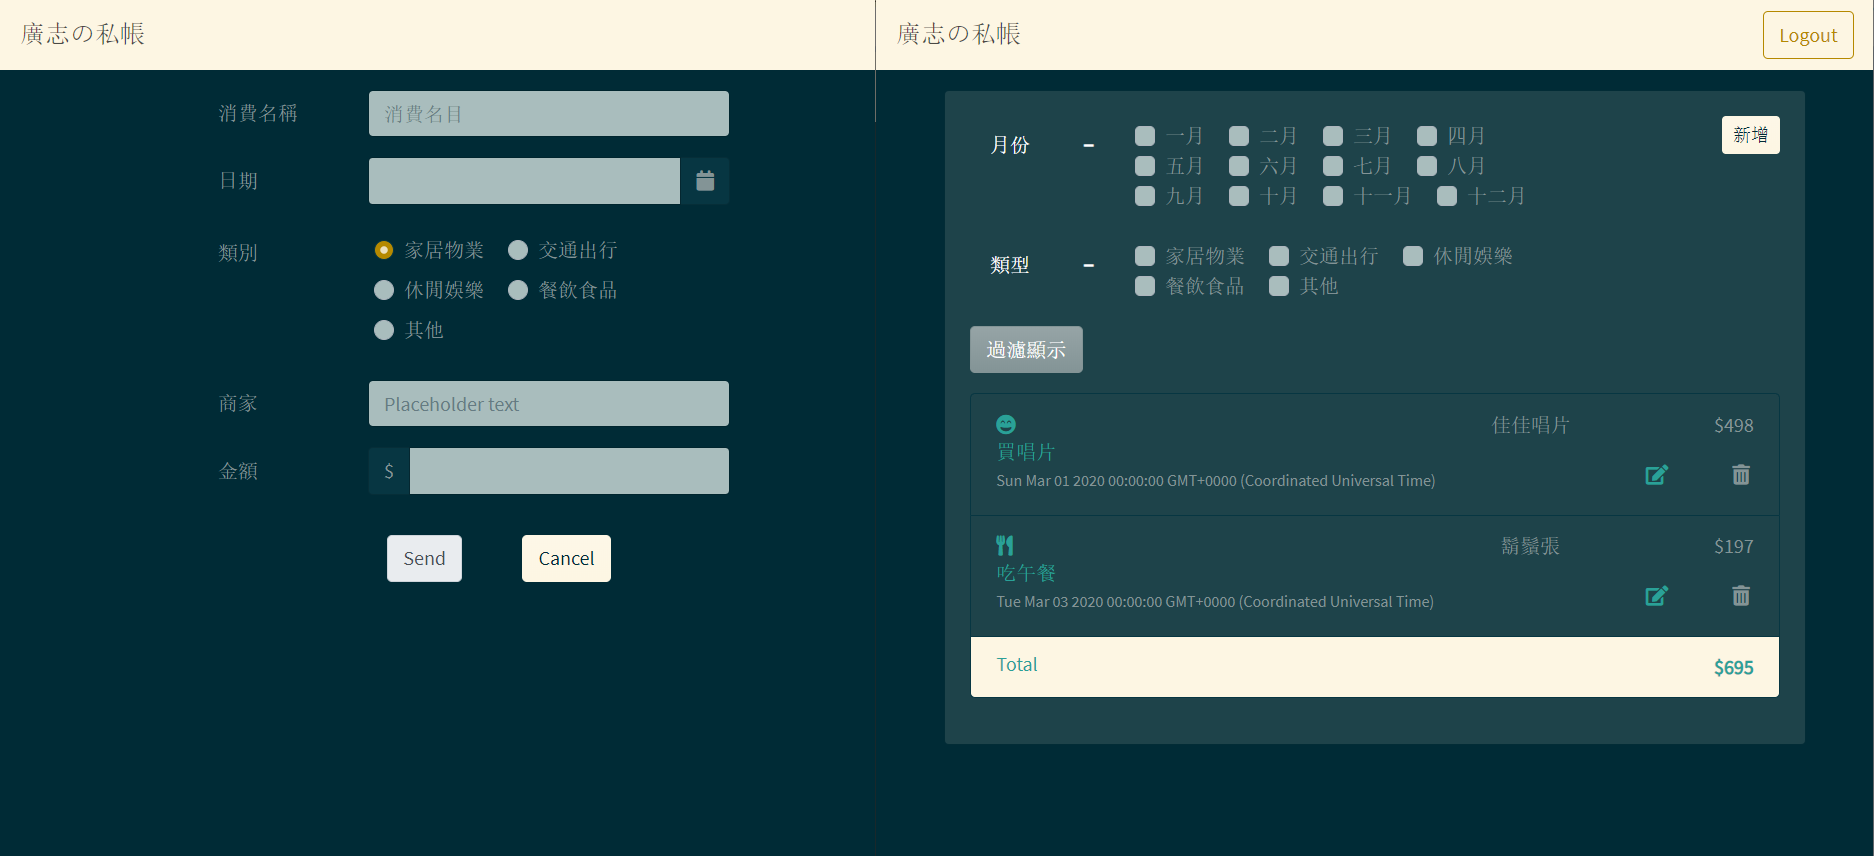 廣志の私帳
消費名稱
消費名目
日期
類別
家居物業 交通出行
休閒娛樂 餐飲食品
其他
商家
Placeholder text
金額
$
Send Cancel
廣志の私帳
Logout
月份 - 一月 二月 三月 四月
五月 六月 七月 八月
九月 十月 十一月 十二月
新增
類型 - 家居物業 交通出行 休閒娛樂
餐飲食品 其他
過濾顯示
買唱片
佳佳唱片 $498
Sun Mar 01 2020 00:00:00 GMT+0000 (Coordinated Universal Time)
吃午餐
鬍鬚張 $197
Tue Mar 03 2020 00:00:00 GMT+0000 (Coordinated Universal Time)
Total $695